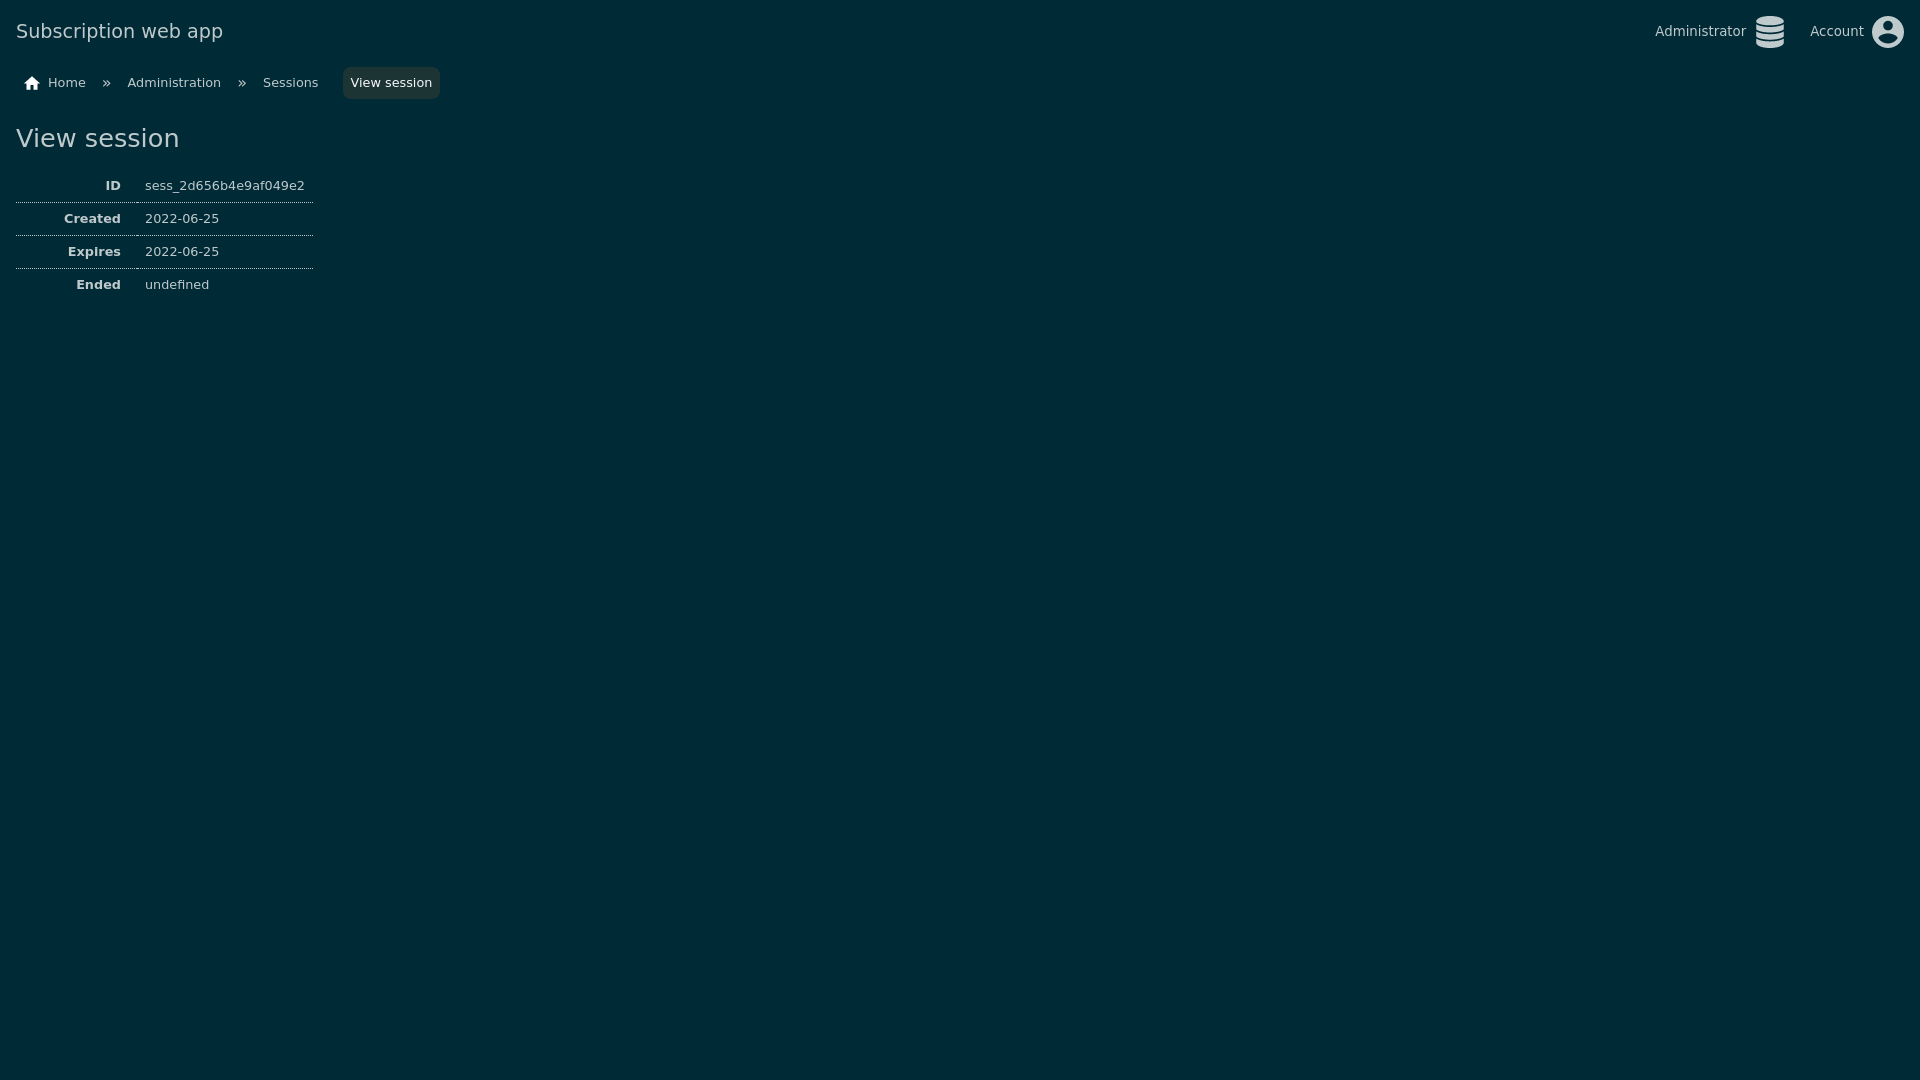 Subscription web app
Administrator
Account
Home » Administration » Sessions View session
View session
ID sess_2d656b4e9af049e2
Created 2022-06-25
Expires 2022-06-25
Ended undefined